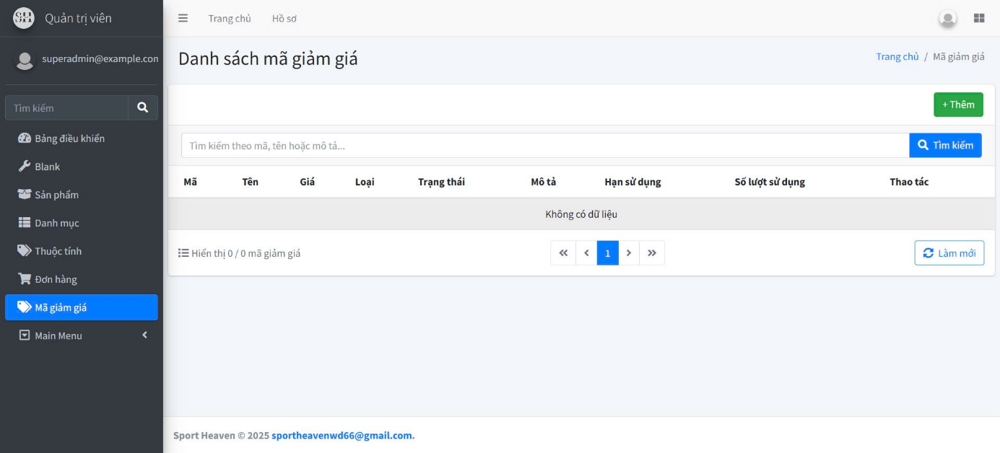 SH Quản trị viên
superadmin@example.con
Tìm kiếm
Bảng điều khiển
Blank
Sản phẩm
Danh mục
Thuộc tính
Đơn hàng
Mã giảm giá
Main Menu
Trang chủ Hồ sơ
Danh sách mã giảm giá
Trang chủ / Mã giảm giá
+ Thêm
Tìm kiếm theo mã, tên hoặc mô tả... Tìm kiếm
Mã Tên Giá Loại Trạng thái Mô tả Hạn sử dụng Số lượt sử dụng Thao tác
Không có dữ liệu
Hiển thị 0 / 0 mã giảm giá « ‹ 1 › » Làm mới
Sport Heaven © 2025 sportheavenwd66@gmail.com.